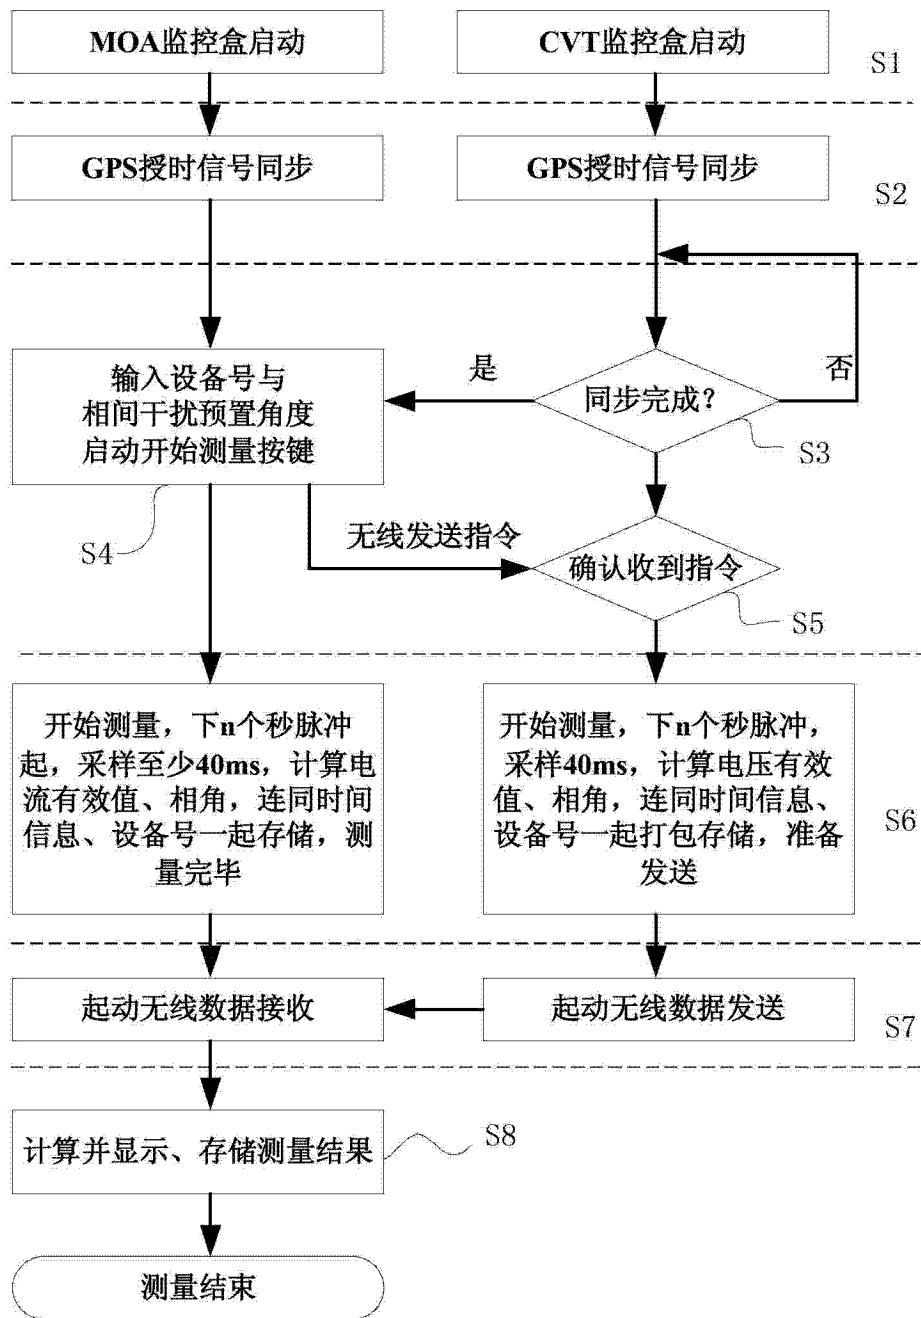 MOA监控盒启动
CVT监控盒启动
S1
GPS授时信号同步
GPS授时信号同步
S2
输入设备号与
相间干扰预置角度
启动开始测量按键
是
同步完成？
否
S3
S4
无线发送指令
确认收到指令
S5
开始测量，下n个秒脉冲
起，采样至少40ms，计算电
流有效值、相角，连同时间
信息、设备号一起存储，测
量完毕
开始测量，下n个秒脉冲，
采样40ms，计算电压有效
值、相角，连同时间信息、
设备号一起打包存储，准备
发送
S6
起动无线数据接收
起动无线数据发送
S7
计算并显示、存储测量结果
S8
测量结束